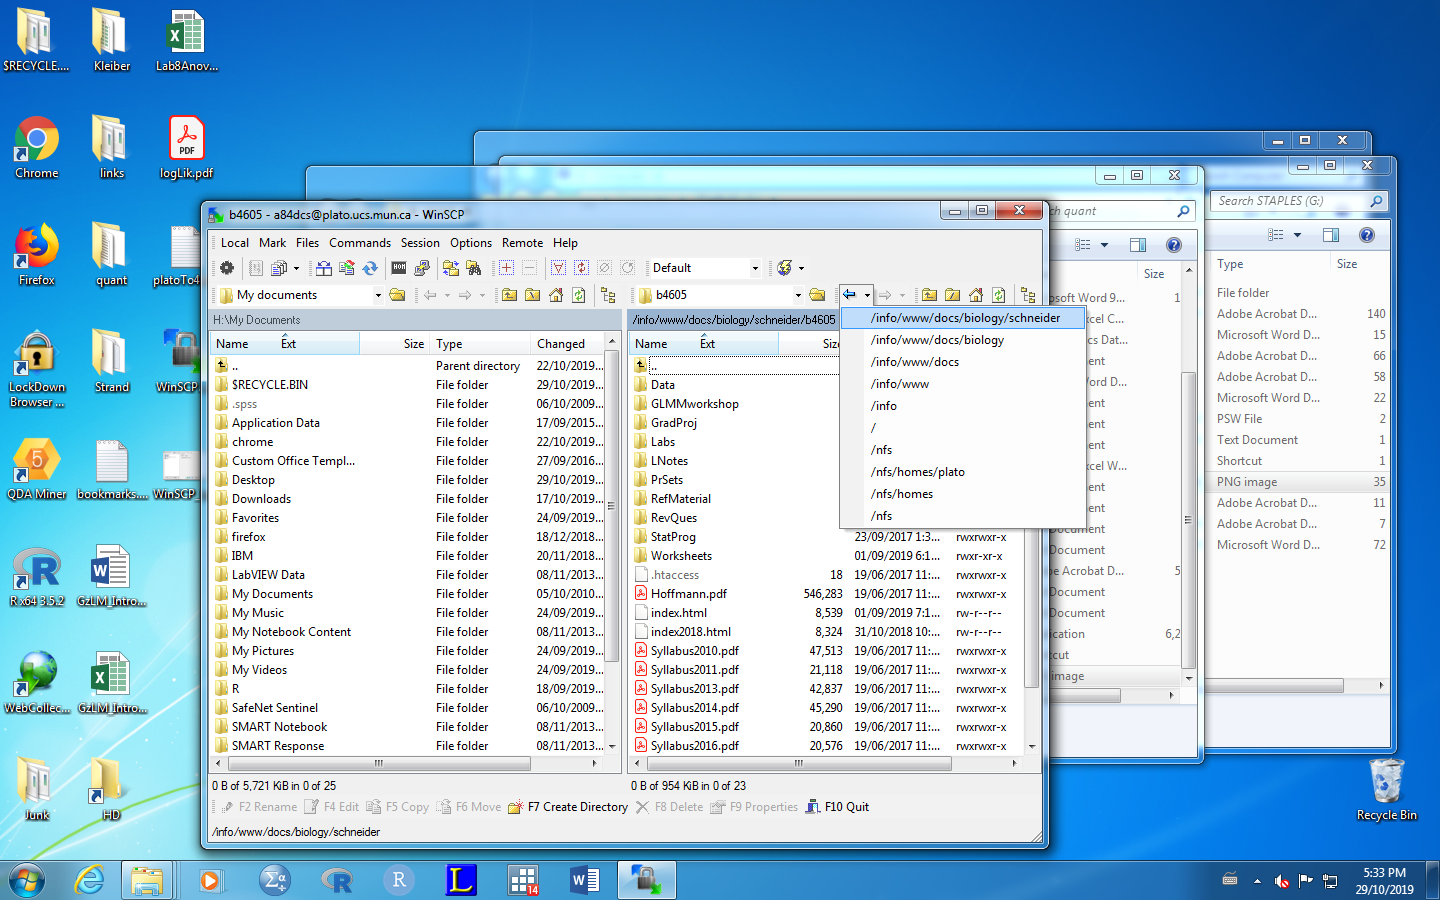 $RECYCLE....
Kleiber
Lab8Anov...
Chrome
links
PDF
logLik.pdf
Firefox
quant
platoTo4
LockDown
Browser ...
Strand
WinSCP
QDA Miner
bookmarks....
WinSCP_
R x64 3.5.2
GzLM_Intro...
WebCollec...
GzLM_Intro...
Junk
HD
Recycle Bin
b4605 - a84dcs@plato.ucs.mun.ca - WinSCP
Local Mark Files Commands Session Options Remote Help
Default
My documents
b4605
H:\My Documents
/info/www/docs/biology/schneider/b4605
Name Ext Size Type Changed
.. Parent directory 22/10/2019...
$RECYCLE.BIN File folder 29/10/2019...
.spss File folder 06/10/2009...
Application Data File folder 17/09/2015...
chrome File folder 22/10/2019...
Custom Office Templ... File folder 27/09/2016...
Desktop File folder 29/10/2019...
Downloads File folder 17/10/2019...
Favorites File folder 24/09/2019...
firefox File folder 18/12/2018...
IBM File folder 20/11/2018...
LabVIEW Data File folder 08/11/2013...
My Documents File folder 05/10/2010...
My Music File folder 24/09/2019...
My Notebook Content File folder 08/11/2013...
My Pictures File folder 24/09/2019...
My Videos File folder 24/09/2019...
R File folder 18/09/2019...
SafeNet Sentinel File folder 06/10/2009...
SMART Notebook File folder 08/11/2013...
SMART Response File folder 08/11/2013...
Name Ext Siz
..
Data
GLMMworkshop
GradProj
Labs
LNotes
PrSets
RefMaterial
RevQues
StatProg 23/09/2017 1:3... rwxrwxr-x
Worksheets 01/09/2019 6:1... rwxr-xr-x
.htaccess 18 19/06/2017 11:... rwxrwxr-x
Hoffmann.pdf 546,283 19/06/2017 11:... rwxrwxr-x
index.html 8,539 01/09/2019 7:1... rw-r--r--
index2018.html 8,324 31/10/2018 10:... rw-r--r--
Syllabus2010.pdf 47,513 19/06/2017 11:... rwxrwxr-x
Syllabus2011.pdf 21,118 19/06/2017 11:... rwxrwxr-x
Syllabus2013.pdf 42,837 19/06/2017 11:... rwxrwxr-x
Syllabus2014.pdf 45,290 19/06/2017 11:... rwxrwxr-x
Syllabus2015.pdf 20,860 19/06/2017 11:... rwxrwxr-x
Syllabus2016.pdf 20,576 19/06/2017 11:... rwxrwxr-x
/info/www/docs/biology/schneider
/info/www/docs/biology
/info/www/docs
/info/www
/info
/
/nfs
/nfs/homes/plato
/nfs/homes
/nfs
0 B of 5,721 KiB in 0 of 25
0 B of 954 KiB in 0 of 23
F2 Rename F4 Edit F5 Copy F6 Move F7 Create Directory F8 Delete F9 Properties F10 Quit
/info/www/docs/biology/schneider
ch quant
Size
osoft Word 9... 1
xcel C...
cs Dat...
ment
ument
ment
ment
xcel W...
ment
ument
Document
be Acrobat D... 5
Document
ument
ication 6,2
tcut
image
Search STAPLES (G:)
Type Size
File folder
Adobe Acrobat D... 140
Microsoft Word D... 15
Adobe Acrobat D... 66
Adobe Acrobat D... 58
Microsoft Word D... 22
PSW File 2
Text Document 1
Shortcut 1
PNG image 35
Adobe Acrobat D... 11
Adobe Acrobat D... 7
Microsoft Word D... 72
14
5:33 PM
29/10/2019